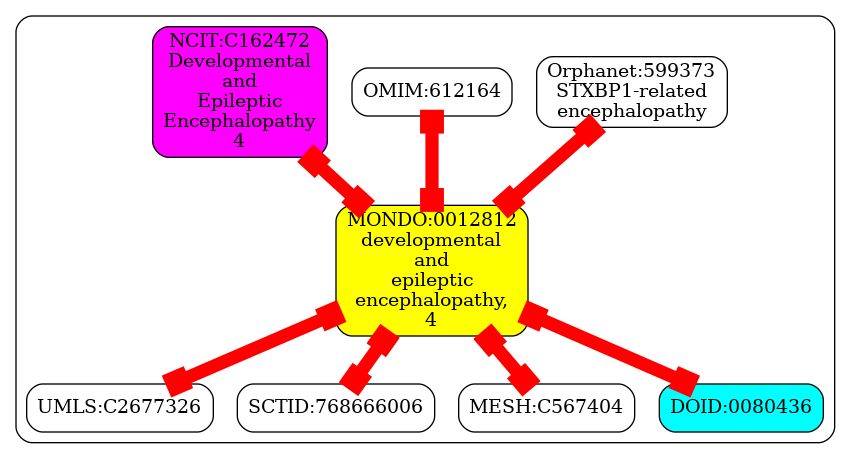 NCIT:C162472
Developmental
and
Epileptic
Encephalopathy
4
OMIM:612164
Orphanet:599373
STXBP1-related
encephalopathy
MONDO:0012812
developmental
and
epileptic
encephalopathy,
4
UMLS:C2677326
SCTID:768666006
MESH:C567404
DOID:0080436